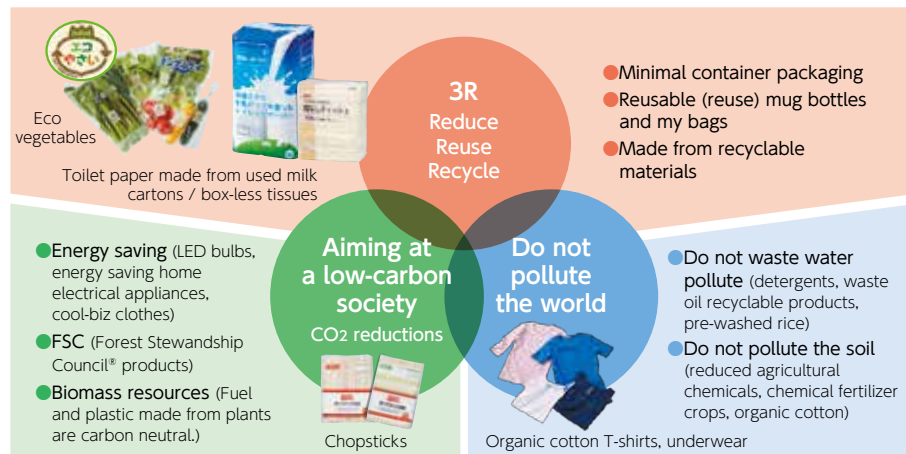 エコ
やさい
Eco
vegetables
Toilet paper made from used milk
cartons / box-less tissues
3R
Reduce
Reuse
Recycle
●Minimal container packaging
●Reusable (reuse) mug bottles
and my bags
●Made from recyclable
materials
●Energy saving (LED bulbs,
energy saving home
electrical appliances,
cool-biz clothes)
●FSC (Forest Stewandship
Council® products)
●Biomass resources (Fuel
and plastic made from plants
are carbon neutral.)
Aiming at
a low-carbon
society
CO2 reductions
Chopsticks
Do not
pollute
the world
Organic cotton T-shirts, underwear
●Do not waste water
pollute (detergents, waste
oil recyclable products,
pre-washed rice)
●Do not pollute the soil
(reduced agricultural
chemicals, chemical fertilizer
crops, organic cotton)